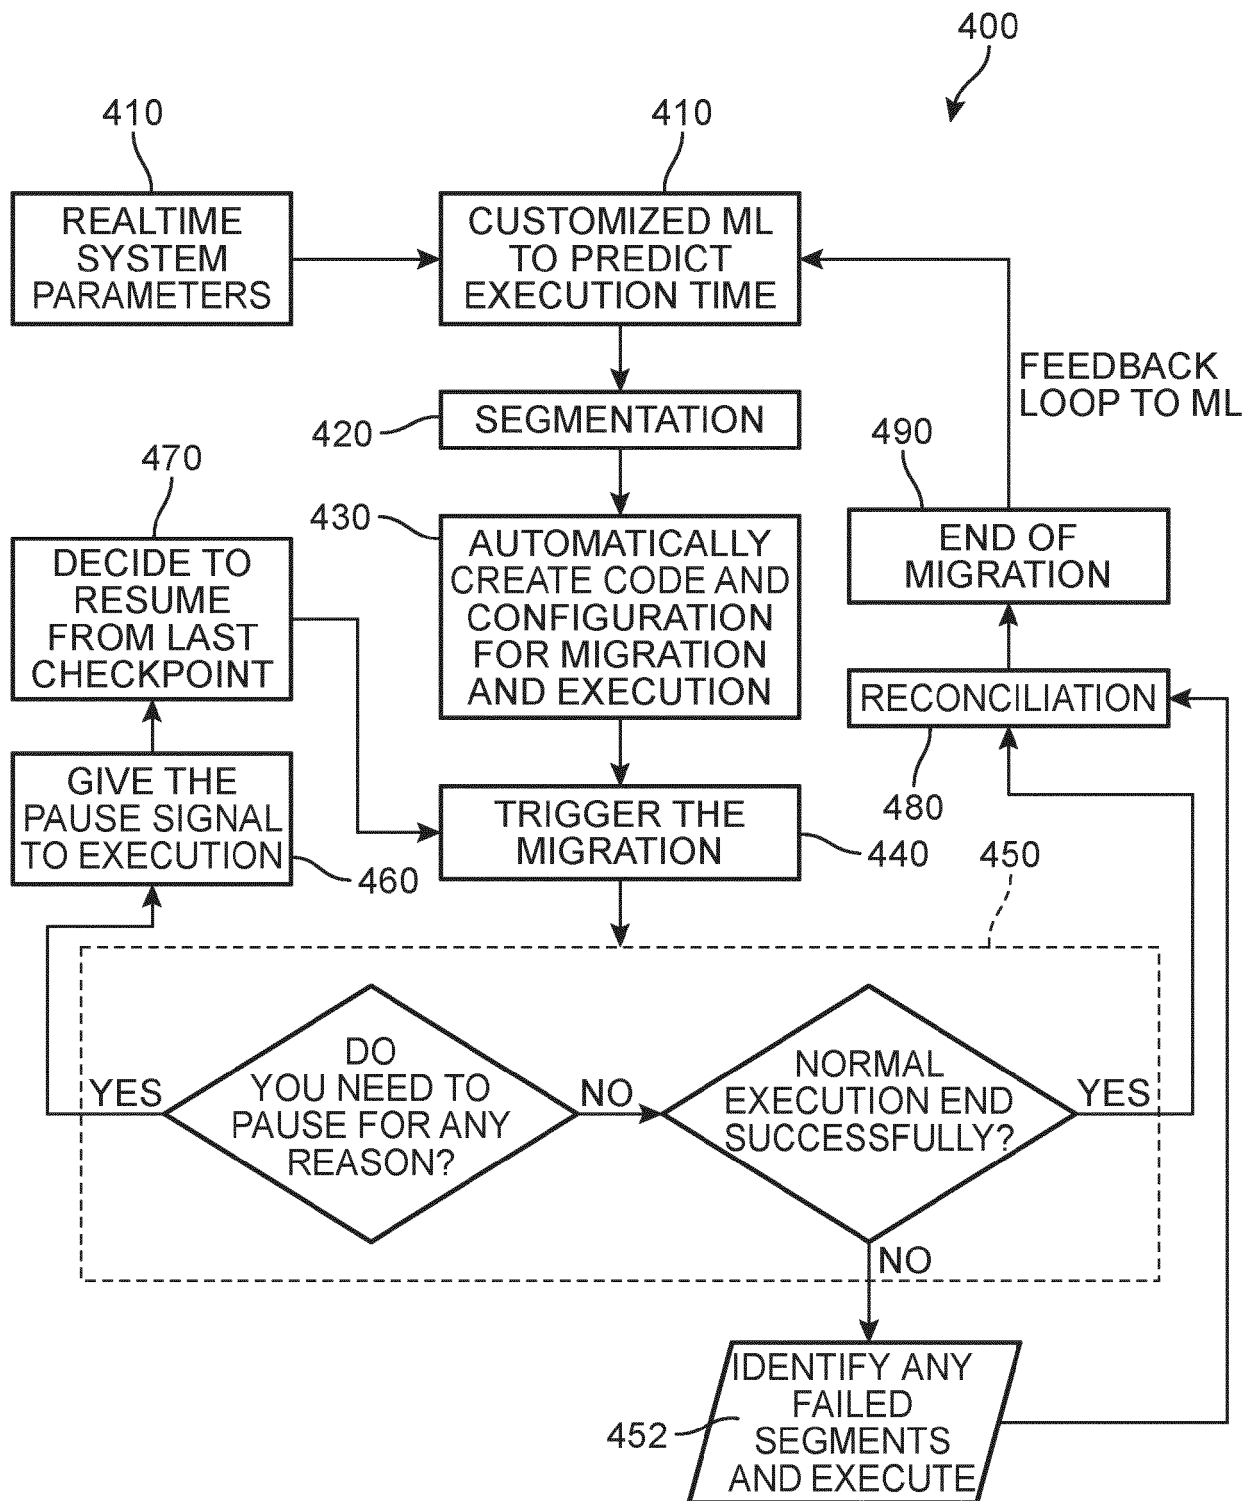 400
410
410
REALTIME
SYSTEM
PARAMETERS
CUSTOMIZED ML
TO PREDICT
EXECUTION TIME
FEEDBACK
LOOP TO ML
420
SEGMENTATION
470
430
490
DECIDE TO
RESUME
FROM LAST
CHECKPOINT
AUTOMATICALLY
CREATE CODE AND
CONFIGURATION
FOR MIGRATION
AND EXECUTION
END OF
MIGRATION
RECONCILIATION
480
GIVE THE
PAUSE SIGNAL
TO EXECUTION
460
TRIGGER THE
MIGRATION
440
450
YES
DO
YOU NEED TO
PAUSE FOR ANY
REASON?
NO
NORMAL
EXECUTION END
SUCCESSFULLY?
YES
NO
452
IDENTIFY ANY
FAILED
SEGMENTS
AND EXECUTE